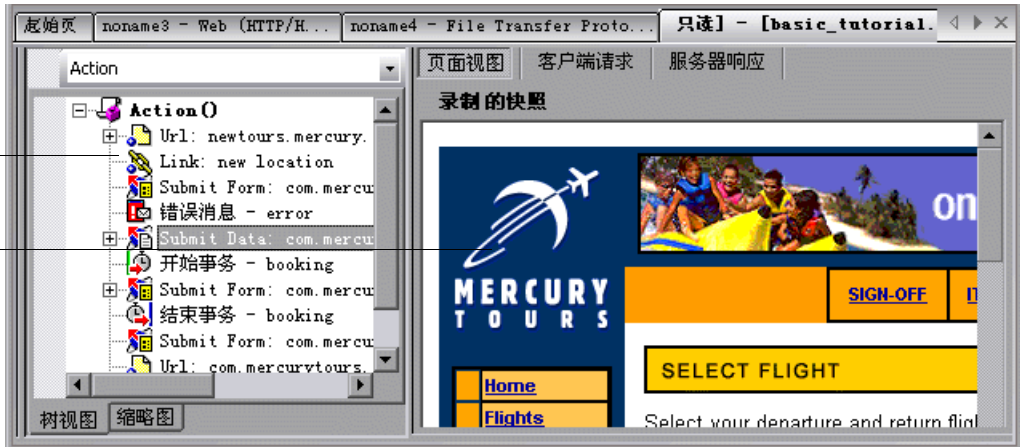 起始页 noname3 - Web (HTTP/H... noname4 - File Transfer Proto... 只读] - [basic_tutorial.
Action
Action()
Url: newtours.mercury.
Link: new location
Submit Form: com.mercu
错误消息 - error
Submit Data: com.mercu
开始事务 - booking
Submit Form: com.mercu
结束事务 - booking
Submit Form: com.mercu
Url: com.mercurytours.
树视图 缩略图
页面视图 客户端请求 服务器响应
录制的快照
on
MERCURY
TOURS
SIGN-OFF
SELECT FLIGHT
Home
Flights
Select your departure and return fligh